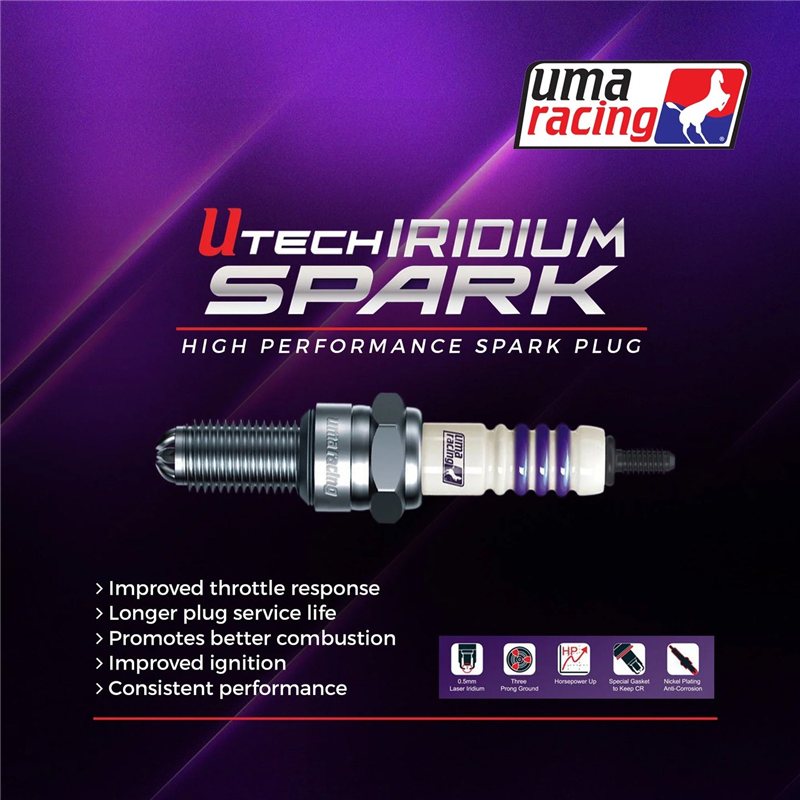 uma
racing
UTECH IRIDIUM
SPARK
HIGH PERFORMANCE SPARK PLUG
uma racing
uma
racing
> Improved throttle response
> Longer plug service life
> Promotes better combustion
> Improved ignition
> Consistent performance
HP
0.5mm
Laser Iridium
Three
Prong Ground
Horsepower Up
Special Gasket
to Keep CR
Nickel Plating
Anti-Corrosion